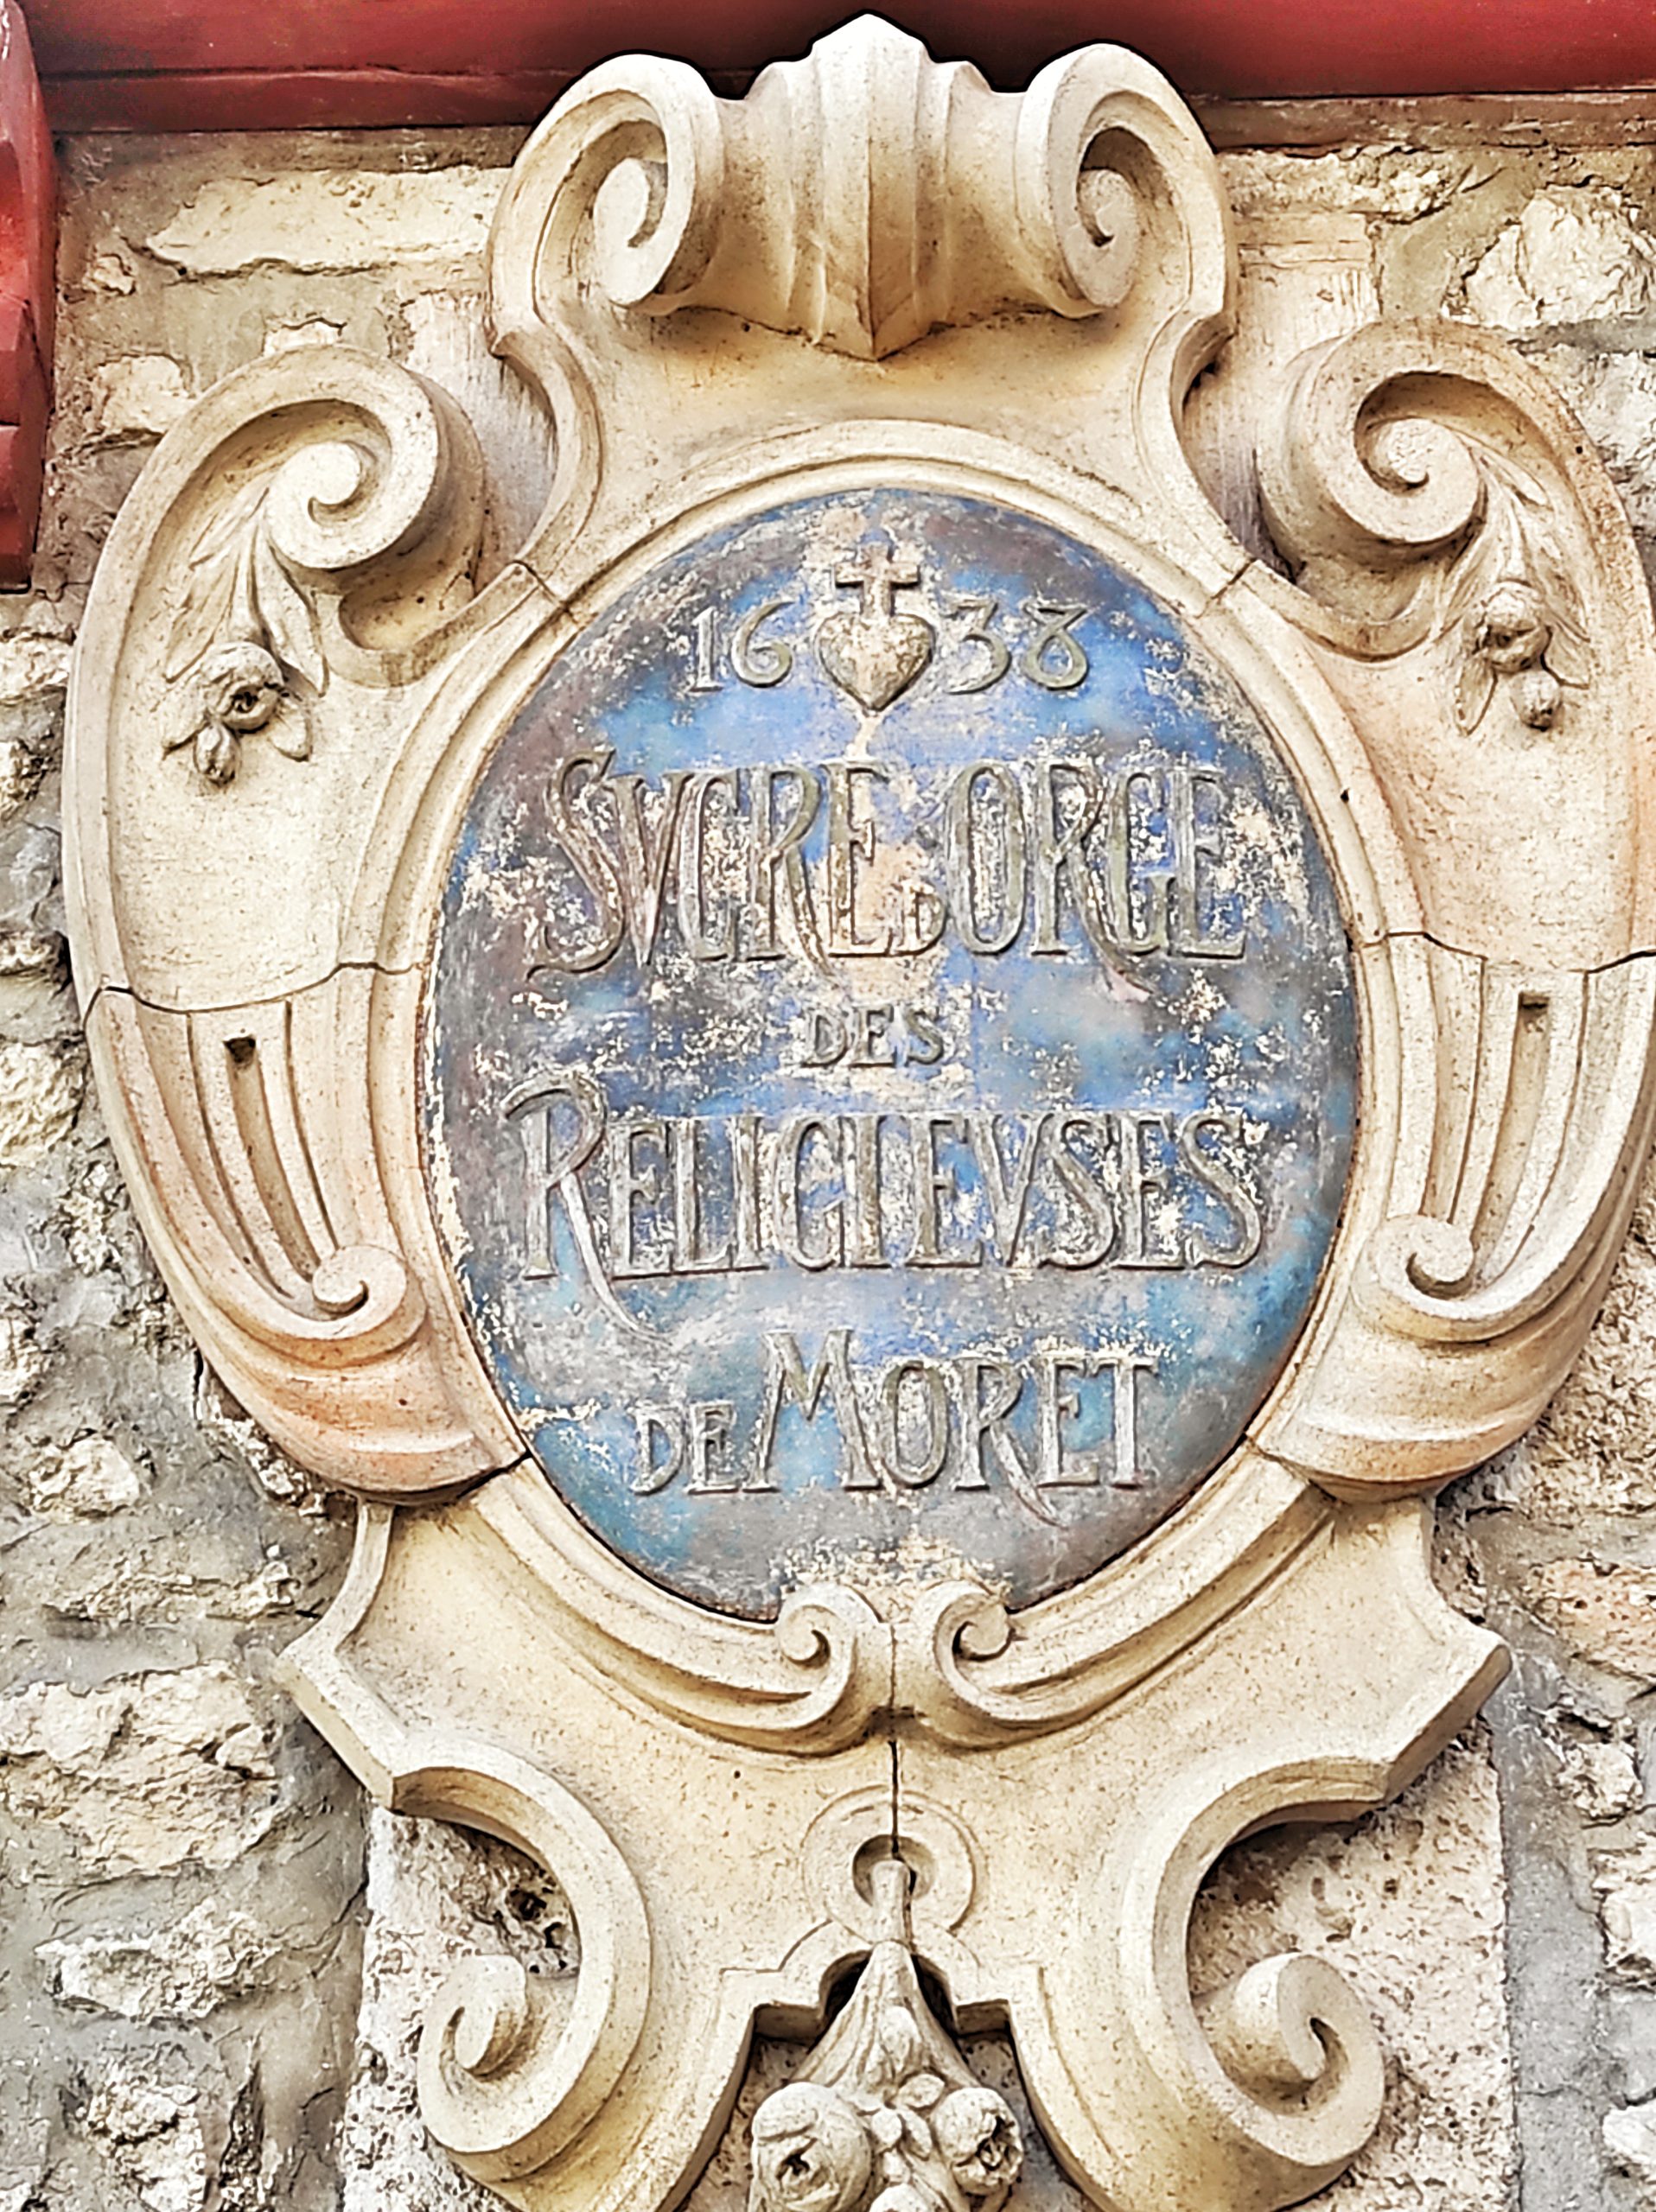 1638
SVCRE D ORGE
DES
RELIGIEVSES
DE MORET